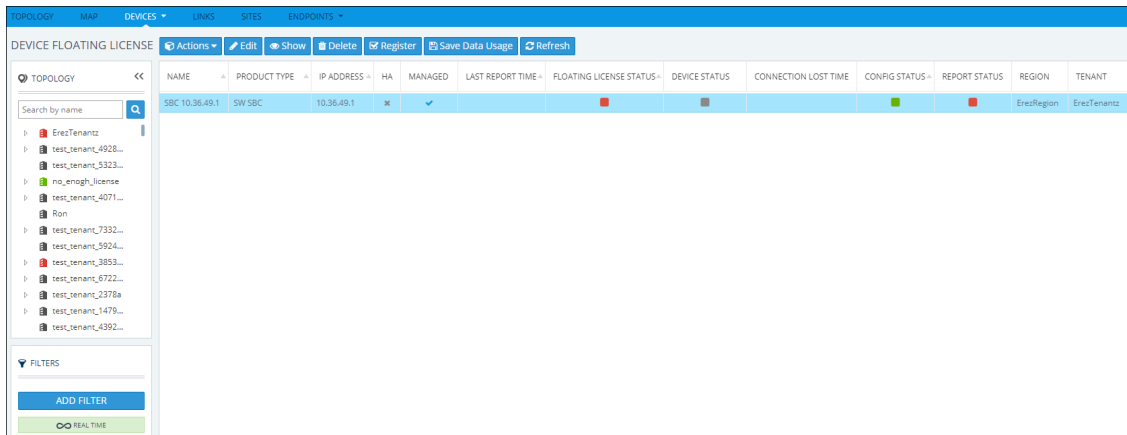 TOPOLOGY MAP DEVICES LINKS SITES ENDPOINTS
DEVICE FLOATING LICENSE Actions Edit Show Delete Register Save Data Usage Refresh
TOPOLOGY
Search by name
ErezTenantz
test_tenant_4928...
test_tenant_5323...
no_enogh_license
test_tenant_4071...
Ron
test_tenant_7332...
test_tenant_5924...
test_tenant_3853...
test_tenant_6722...
test_tenant_2378a
test_tenant_1479...
test_tenant_4392...
FILTERS
ADD FILTER
REAL TIME
NAME PRODUCT TYPE IP ADDRESS HA MANAGED LAST REPORT TIME FLOATING LICENSE STATUS DEVICE STATUS CONNECTION LOST TIME CONFIG STATUS REPORT STATUS REGION TENANT
SBC 10.36.49.1 SW SBC 10.36.49.1 ErezRegion ErezTenantz